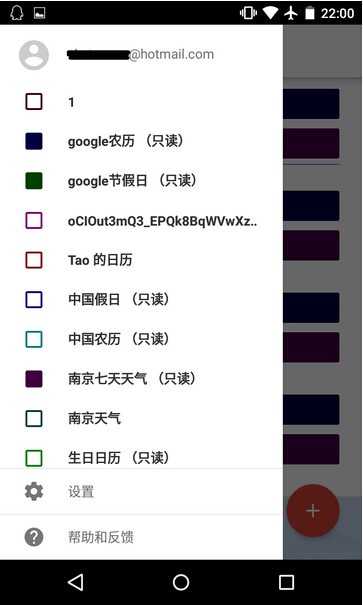 22:00
@hotmail.com
1
google农历 （只读）
google节假日 （只读）
oCIOut3mQ3_EPQk8BqWVwXz..
Tao 的日历
中国假日 （只读）
中国农历 （只读）
南京七天天气 （只读）
南京天气
生日日历 （只读）
设置
帮助和反馈